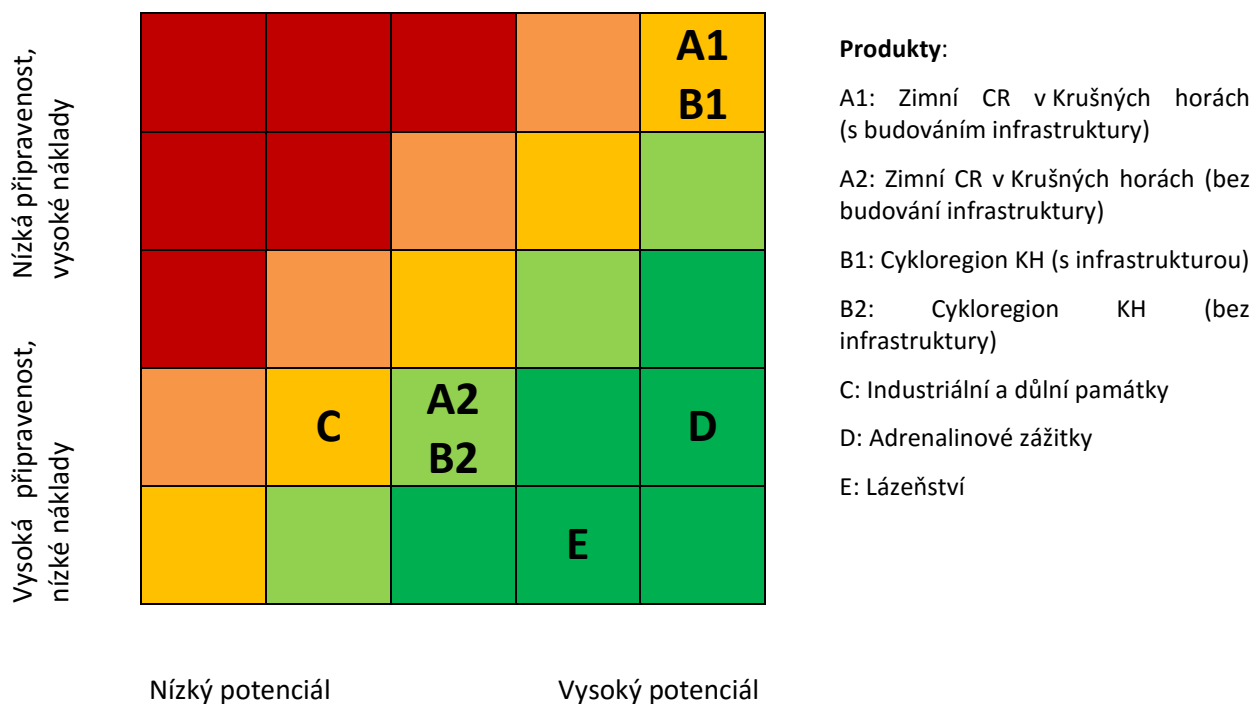 Nízká připravenost,
vysoké náklady
Vysoká připravenost,
nízké náklady
A1
B1
C
A2
B2
D
E
Nízký potenciál
Vysoký potenciál
Produkty:
A1: Zimní CR v Krušných horách
(s budováním infrastruktury)
A2: Zimní CR v Krušných horách (bez
budování infrastruktury)
B1: Cykloregion KH (s infrastrukturou)
B2: Cykloregion KH (bez
infrastruktury)
C: Industriální a důlní památky
D: Adrenalinové zážitky
E: Lázeňství